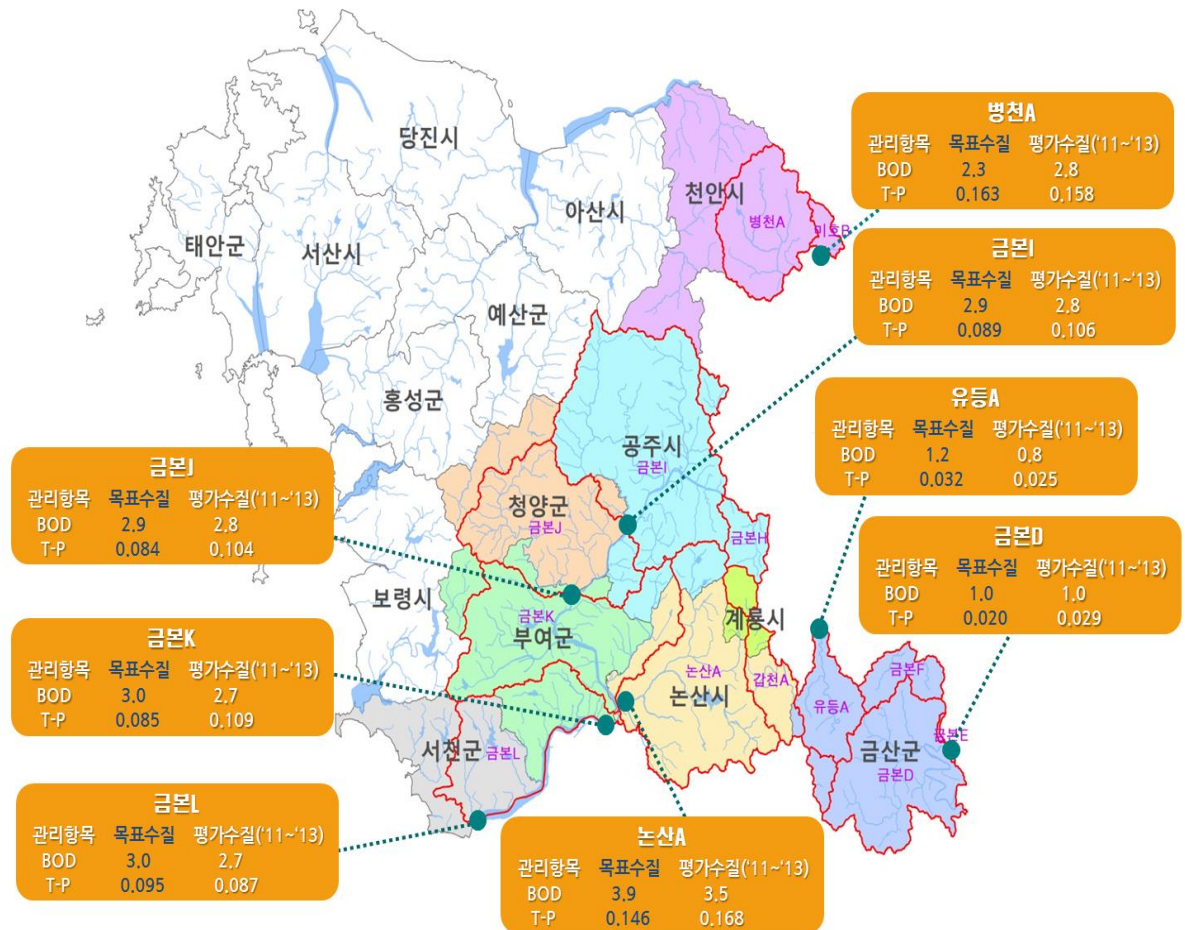 병천A
관리항목 목표수질 평가수질('11~'13)
BOD 2.3 2.8
T-P 0.163 0.158
당진시
천안시
아산시
병천A
미호B
태안군
서산시
금본I
관리항목 목표수질 평가수질('11~'13)
BOD 2.9 2.8
T-P 0.089 0.106
예산군
홍성군
공주시
금본I
유등A
관리항목 목표수질 평가수질('11~'13)
BOD 1.2 0.8
T-P 0.032 0.025
금본J
관리항목 목표수질 평가수질('11~'13)
BOD 2.9 2.8
T-P 0.084 0.104
청양군
금본J
금본H
금본D
관리항목 목표수질 평가수질('11~'13)
BOD 1.0 1.0
T-P 0.020 0.029
보령시
금본K
부여군
계룡시
금본K
관리항목 목표수질 평가수질('11~'13)
BOD 3.0 2.7
T-P 0.085 0.109
논산A
논산시
갑천A
유등A
금본F
금본E
금산군
금본D
서천군
금본L
금본L
관리항목 목표수질 평가수질('11~'13)
BOD 3.0 2.7
T-P 0.095 0.087
논산A
관리항목 목표수질 평가수질('11~'13)
BOD 3.9 3.5
T-P 0.146 0.168